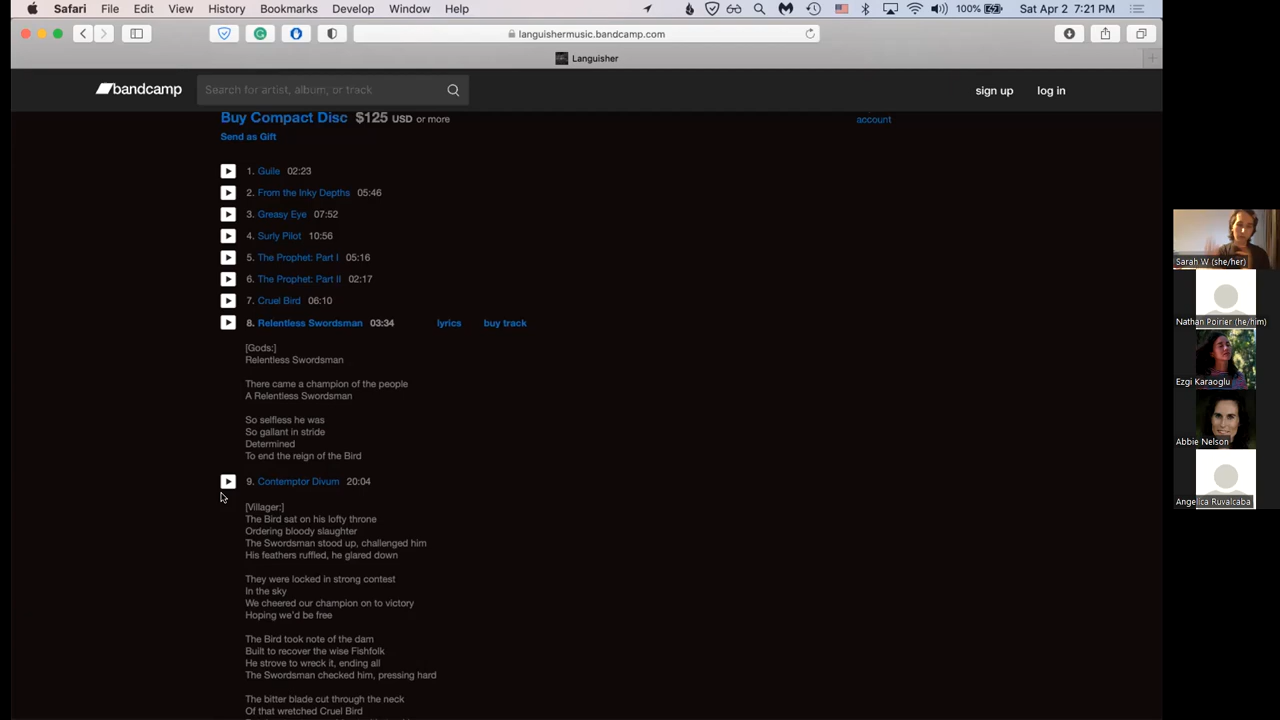 Safari File Edit View History Bookmarks Develop Window Help 100% Sat Apr 2 7:21 PM
languishermusic.bandcamp.com
Languisher
bandcamp Search for artist, album, or track sign up log in
Buy Compact Disc $125 USD or more account
Send as Gift
1. Guile 02:23
2. From the Inky Depths 05:46
3. Greasy Eye 07:52
4. Surly Pilot 10:56
5. The Prophet: Part I 05:16
6. The Prophet: Part II 02:17
7. Cruel Bird 06:10
8. Relentless Swordsman 03:34 lyrics buy track
[Gods:]
Relentless Swordsman
There came a champion of the people
A Relentless Swordsman
So selfless he was
So gallant in stride
Determined
To end the reign of the Bird
9. Contemptor Divum 20:04
[Villager:]
The Bird sat on his lofty throne
Ordering bloody slaughter
The Swordsman stood up, challenged him
His feathers ruffled, he glared down
They were locked in strong contest
In the sky
We cheered our champion on to victory
Hoping we'd be free
The Bird took note of the dam
Built to recover the wise Fishfolk
He strove to wreck it, ending all
The Swordsman checked him, pressing hard
The bitter blade cut through the neck
Of that wretched Cruel Bird
Sarah W (she/her)
Nathan Poirier (he/him)
Ezgi Karaoglu
Abbie Nelson
Angelica Ruvalcaba